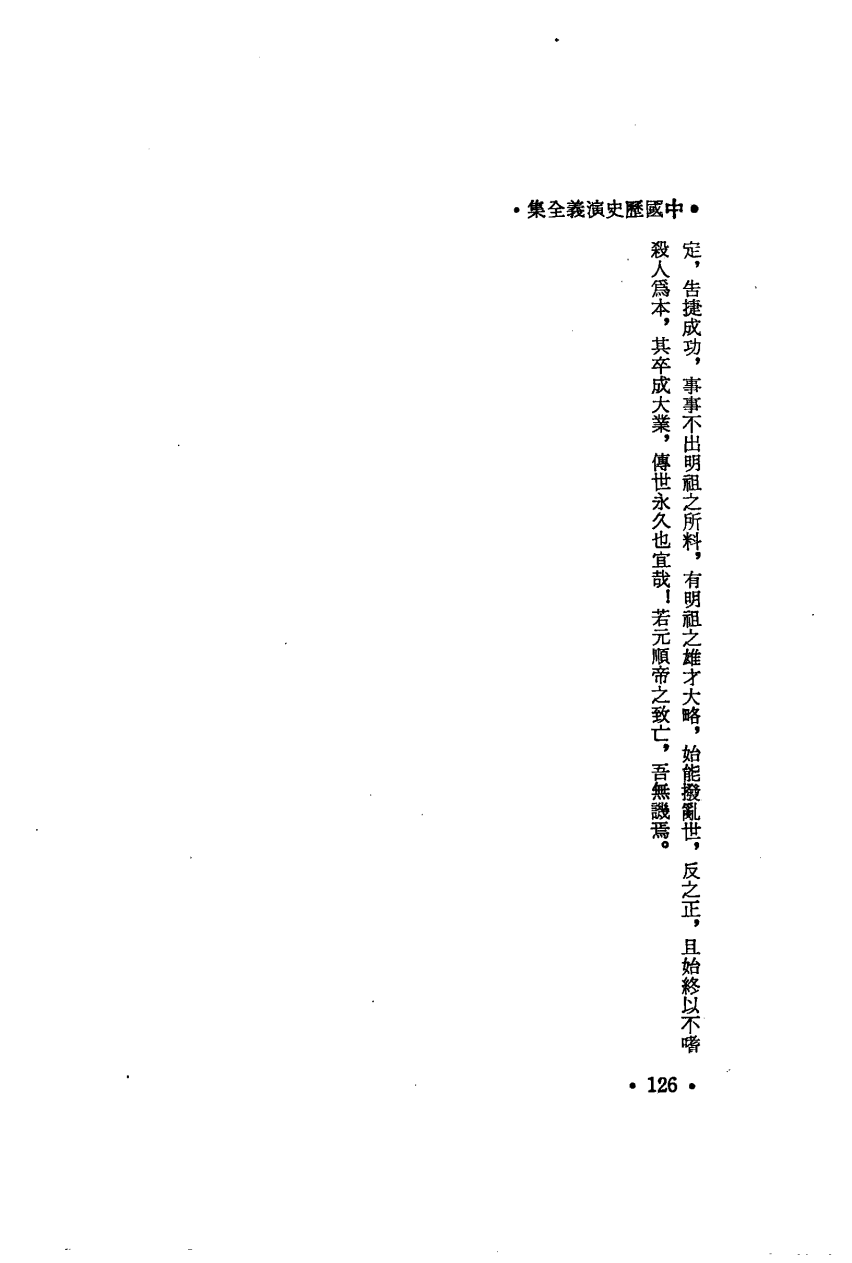 •中國歷史演義全集•
定，告捷成功，事事不出明祖之所料，有明祖之雄才大略，始能撥亂世，反之正，且始終以不嗜
殺人爲本，其卒成大業，傳世永久也宜哉！若元順帝之致亡，吾無譏焉。
• 126 •